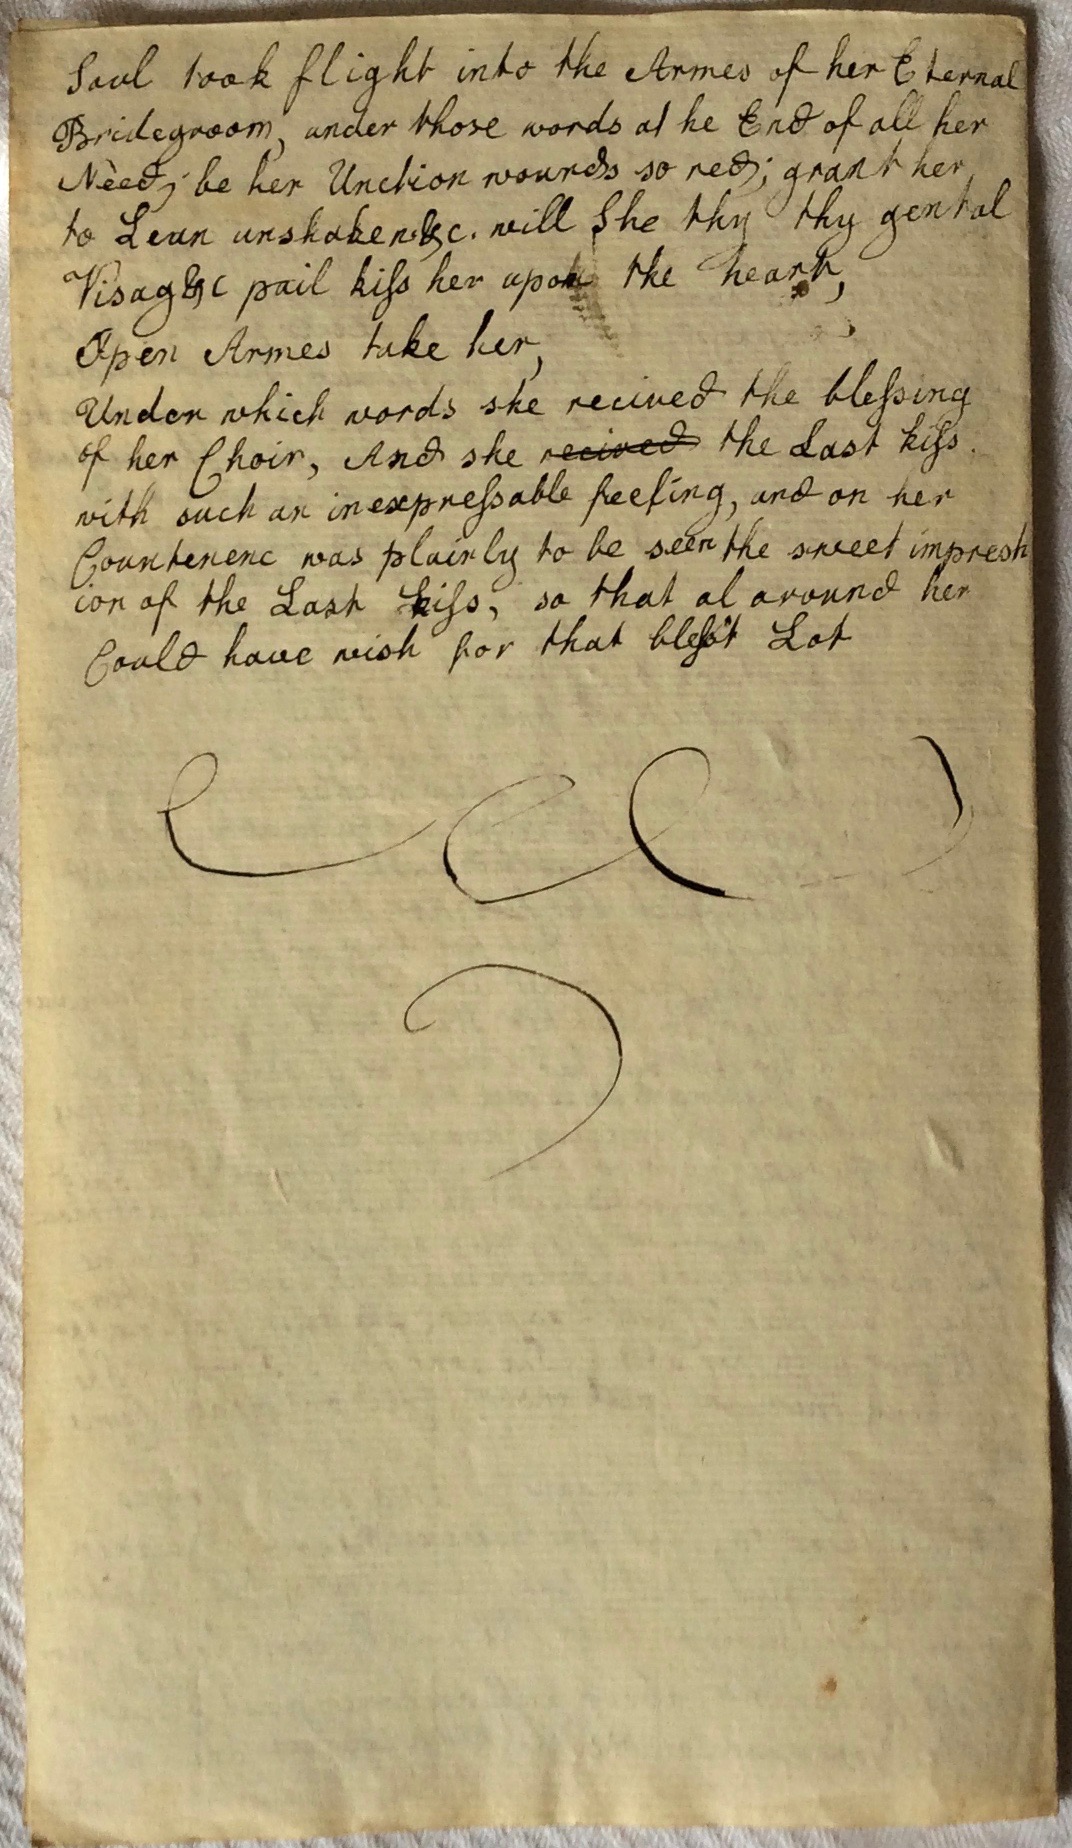 Soul took flight into the Armes of her Eternal
Bridegroom, under those words at he End of all her
Need; be her Unction wounds so red; grant her
to Lean unshaken &c. will She thy thy gental
Visag &c pail kiſs her upon the heart,
Open Armes take her,
Under which words she recived the bleſsing
of her Choir, And she recived the Last kiſs.
with such an inexpreſsable feeling, and on her
Countenenc was plainly to be seen the sweet impresh
ion of the Last kiſs, so that al around her
Could have wish for that bleſst Lot